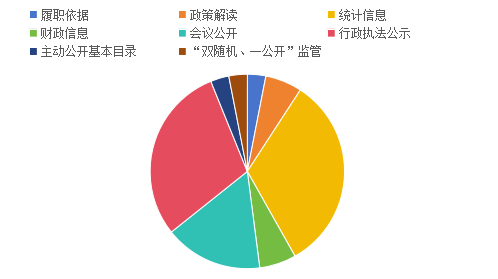 履职依据 政策解读 统计信息
财政信息 会议公开 行政执法公示
主动公开基本目录 “双随机、一公开”监管